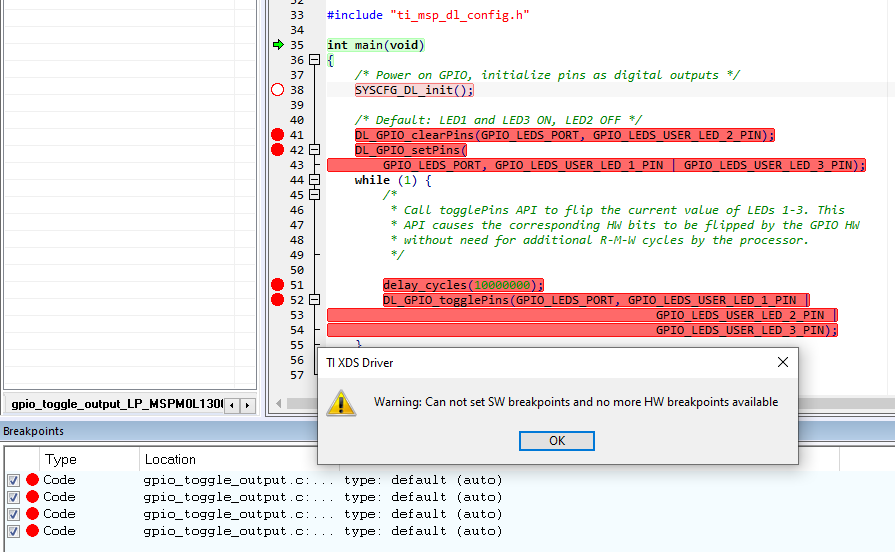 32
33 #include "ti_msp_dl_config.h"
34
35 int main(void)
36 {
37 /* Power on GPIO, initialize pins as digital outputs */
38 SYSCFG_DL_init();
39
40 /* Default: LED1 and LED3 ON, LED2 OFF */
41 DL_GPIO_clearPins(GPIO_LEDS_PORT, GPIO_LEDS_USER_LED_2_PIN);
42 DL_GPIO_setPins(
43 GPIO_LEDS_PORT, GPIO_LEDS_USER_LED_1_PIN | GPIO_LEDS_USER_LED_3_PIN);
44 while (1) {
45 /*
46 * Call togglePins API to flip the current value of LEDs 1-3. This
47 * API causes the corresponding HW bits to be flipped by the GPIO HW
48 * without need for additional R-M-W cycles by the processor.
49 */
50
51 delay_cycles(10000000);
52 DL_GPIO_togglePins(GPIO_LEDS_PORT, GPIO_LEDS_USER_LED_1_PIN |
53 GPIO_LEDS_USER_LED_2_PIN |
54 GPIO_LEDS_USER_LED_3_PIN);
55 }
56
57
TI XDS Driver
Warning: Can not set SW breakpoints and no more HW breakpoints available
OK
gpio_toggle_output_LP_MSPM0L130
Breakpoints
Type Location
Code gpio_toggle_output.c:... type: default (auto)
Code gpio_toggle_output.c:... type: default (auto)
Code gpio_toggle_output.c:... type: default (auto)
Code gpio_toggle_output.c:... type: default (auto)